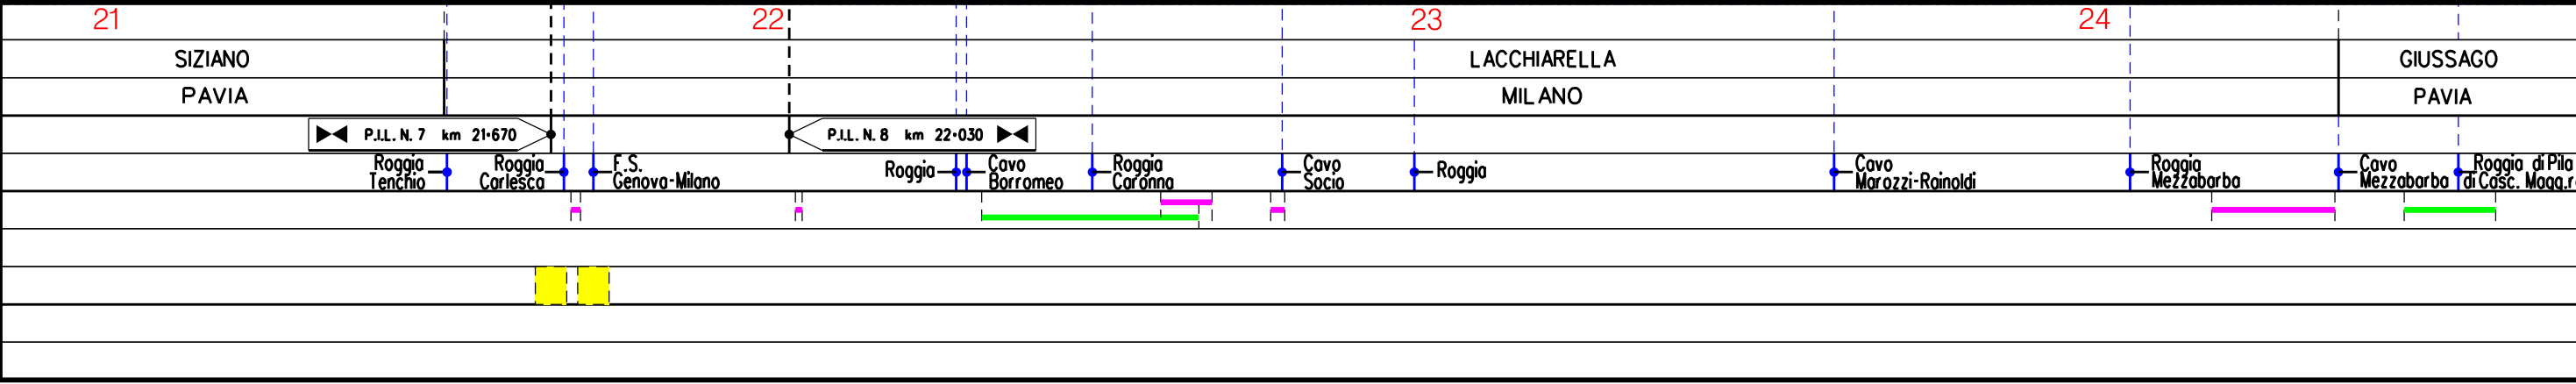 21 22 23 24
SIZIANO LACCHIARELLA GIUSSAGO
PAVIA MILANO PAVIA
P.I.L. N. 7 km 21+670 P.I.L. N. 8 km 22+030
Roggia Roggia F.S. Roggia Cavo Roggia Cavo Roggia Cavo Roggia Cavo Roggia di Pila
Tenchio Carlesca Genova-Milano Borromeo Caronna Socio Marozzi-Rainoldi Mezzabarba Mezzabarba di Casc. Magg.r